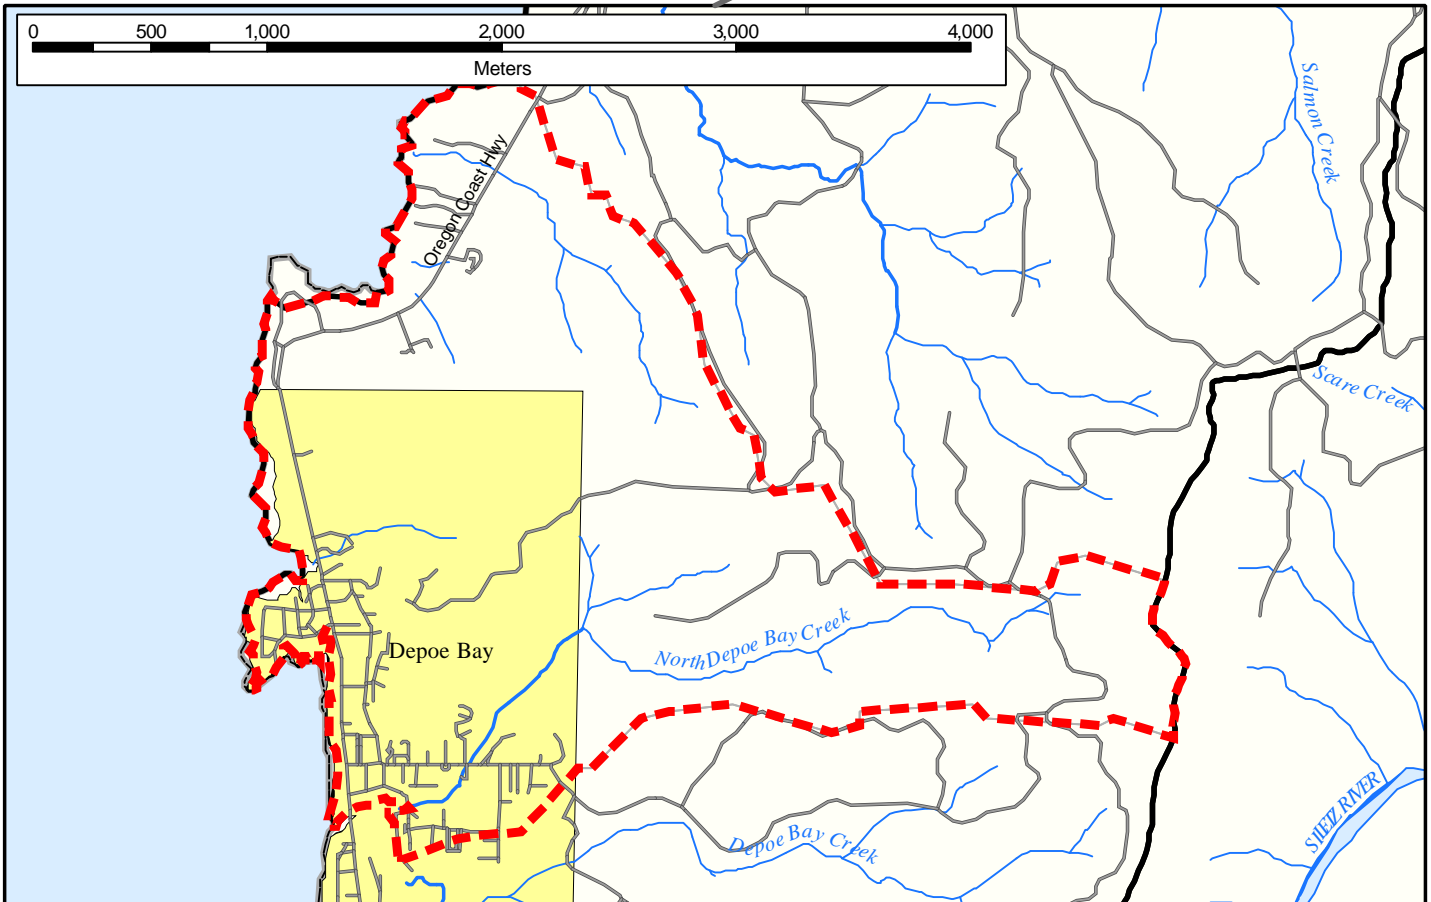 0 500 1,000 2,000 3,000 4,000
Meters
Salmon Creek
Oregon Coast Hwy
Scare Creek
North Depoe Bay Creek
Depoe Bay
SILETZ RIVER
Depoe Bay Creek